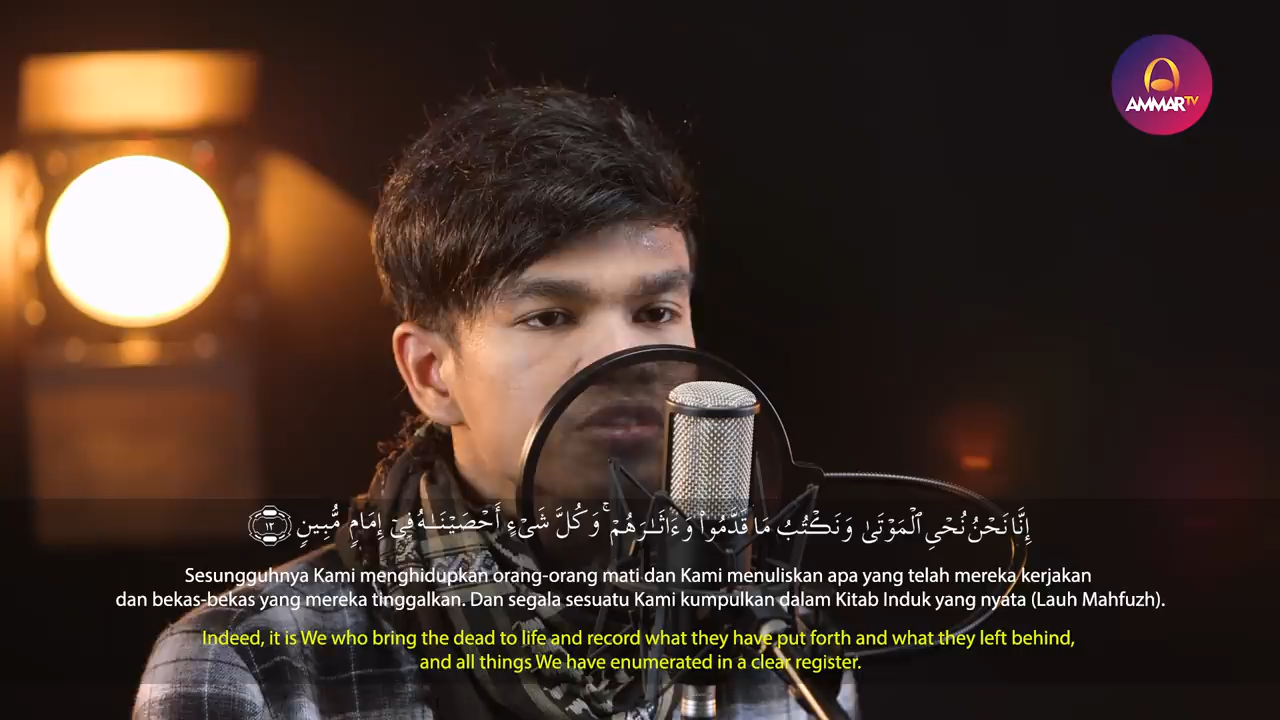 AMMARTV
إِنَّا نَحْنُ نُحْىِ ٱلْمَوْتَىٰ وَنَكْتُبُ مَا قَدَّمُوا۟ وَءَاثَـٰرَهُمْ ۚ وَكُلَّ شَىْءٍ أَحْصَيْنَـٰهُ فِىٓ إِمَامٍ مُّبِينٍ ١٢
Sesungguhnya Kami menghidupkan orang-orang mati dan Kami menuliskan apa yang telah mereka kerjakan
dan bekas-bekas yang mereka tinggalkan. Dan segala sesuatu Kami kumpulkan dalam Kitab Induk yang nyata (Lauh Mahfuzh).
Indeed, it is We who bring the dead to life and record what they have put forth and what they left behind,
and all things We have enumerated in a clear register.